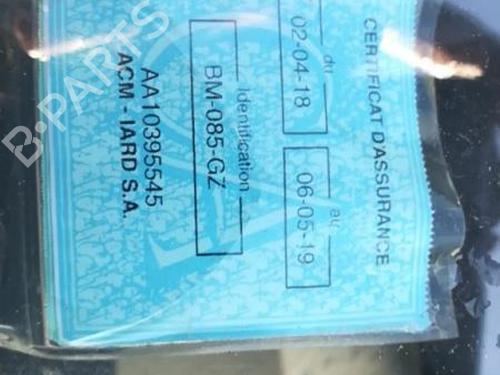 CERTIFICAT D'ASSURANCE
du
au
02-04-18
06-05-19
Identification
BM-085-GZ
AA10395545
ACM - IARD S.A.
B-PARTS